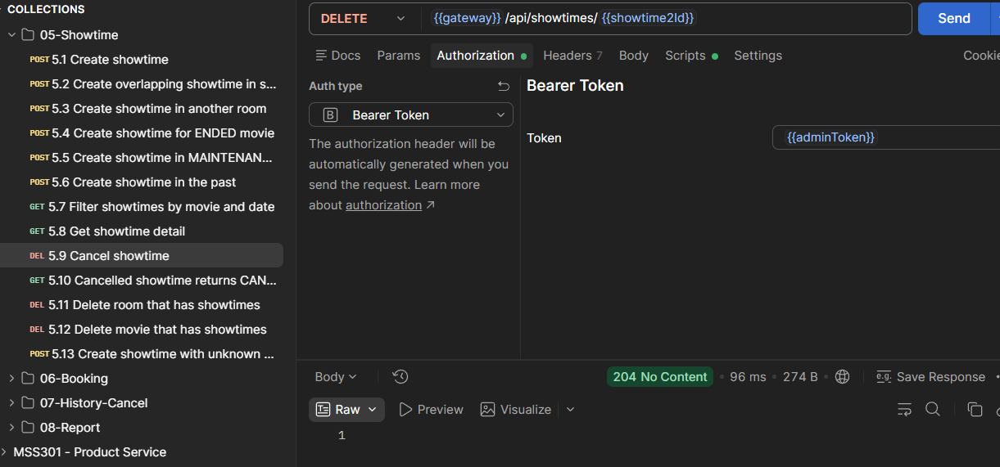 COLLECTIONS
05-Showtime
POST 5.1 Create showtime
POST 5.2 Create overlapping showtime in s...
POST 5.3 Create showtime in another room
POST 5.4 Create showtime for ENDED movie
POST 5.5 Create showtime in MAINTENAN...
POST 5.6 Create showtime in the past
GET 5.7 Filter showtimes by movie and date
GET 5.8 Get showtime detail
DEL 5.9 Cancel showtime
GET 5.10 Cancelled showtime returns CAN...
DEL 5.11 Delete room that has showtimes
DEL 5.12 Delete movie that has showtimes
POST 5.13 Create showtime with unknown ...
06-Booking
07-History-Cancel
08-Report
MSS301 - Product Service
DELETE {{gateway}} /api/showtimes/ {{showtime2Id}} Send
Docs Params Authorization Headers 7 Body Scripts Settings Cookie
Auth type
B Bearer Token
The authorization header will be
automatically generated when you
send the request. Learn more
about authorization ↗
Bearer Token
Token {{adminToken}}
Body 204 No Content • 96 ms • 274 B • e.g. Save Response
Raw Preview Visualize
1